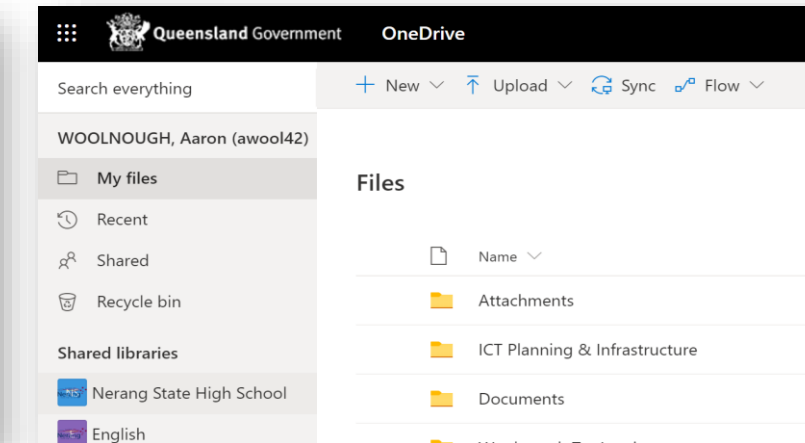 Queensland Government OneDrive
Search everything
New Upload Sync Flow
WOOLNOUGH, Aaron (awool42)
My files
Files
Recent
Name
Shared
Attachments
Recycle bin
ICT Planning & Infrastructure
Shared libraries
Nerang State High School
Documents
English